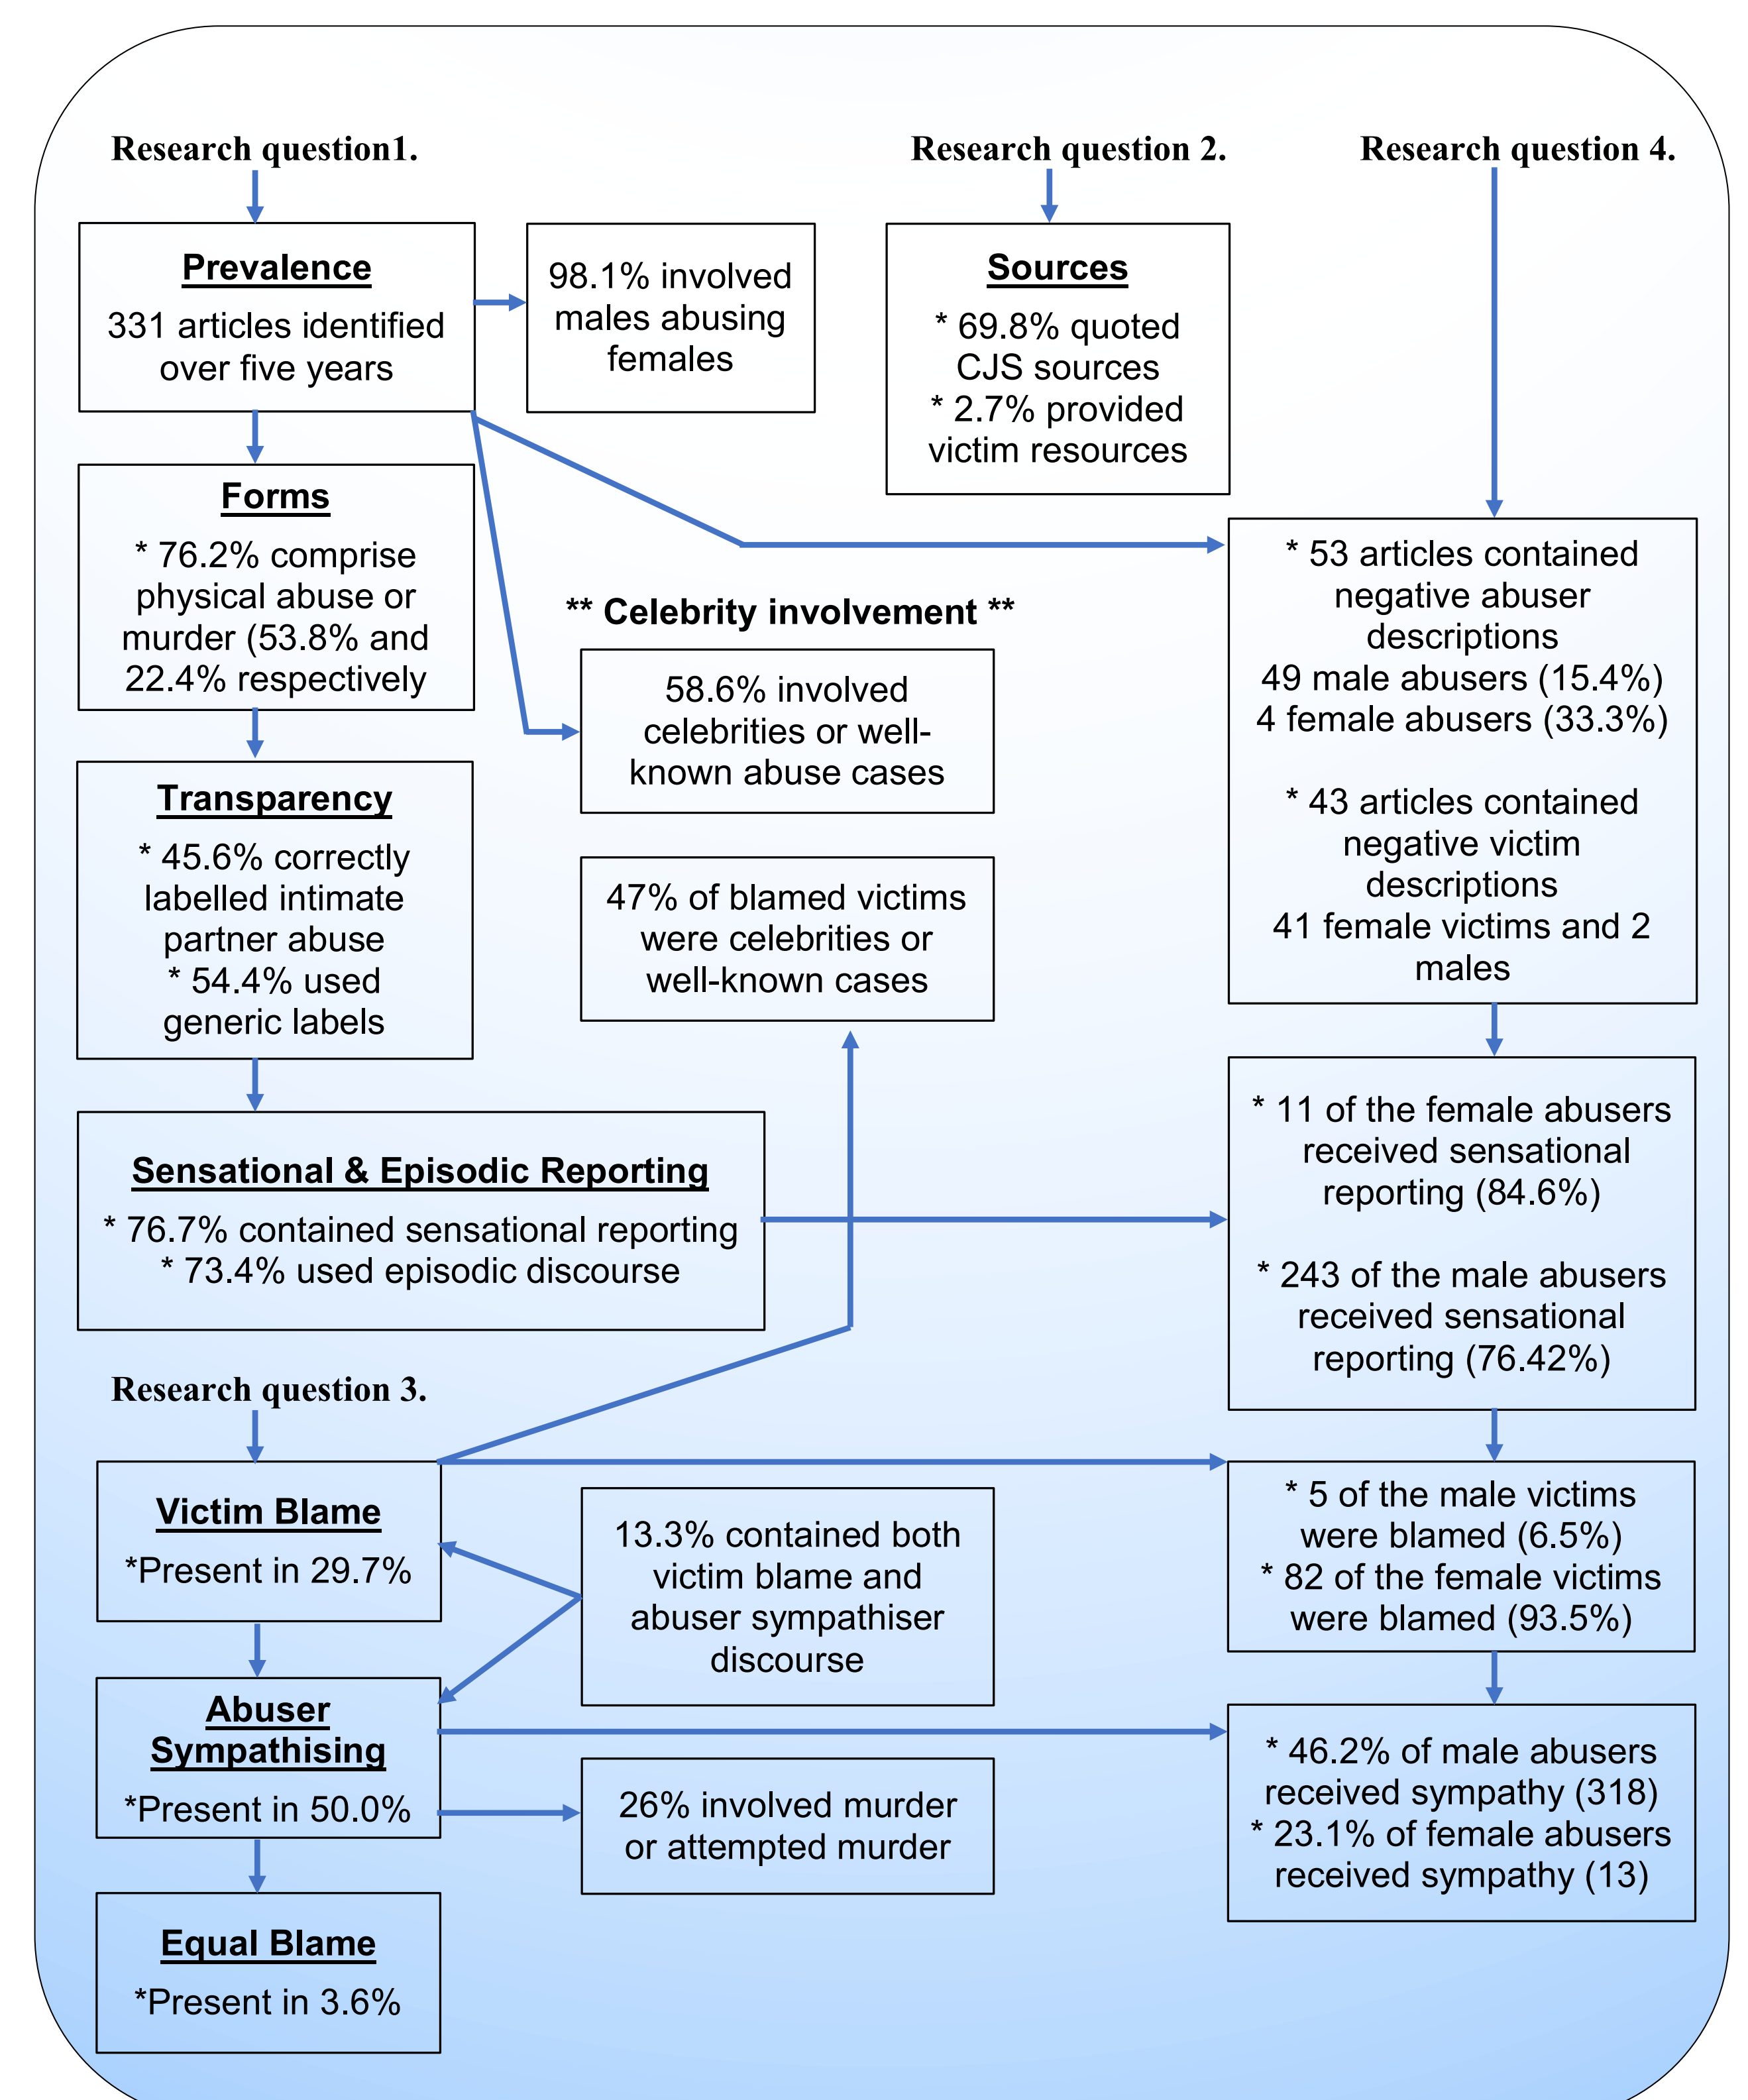 Research question1.
Prevalence
331 articles identified
over five years
98.1% involved
males abusing
females
Forms
* 76.2% comprise
physical abuse or
murder (53.8% and
22.4% respectively
Transparency
* 45.6% correctly
labelled intimate
partner abuse
* 54.4% used
generic labels
Sensational & Episodic Reporting
* 76.7% contained sensational reporting
* 73.4% used episodic discourse
** Celebrity involvement **
58.6% involved
celebrities or well-
known abuse cases
47% of blamed victims
were celebrities or
well-known cases
Research question 2.
Sources
* 69.8% quoted
CJS sources
* 2.7% provided
victim resources
Research question 3.
Victim Blame
*Present in 29.7%
13.3% contained both
victim blame and
abuser sympathiser
discourse
Abuser
Sympathising
*Present in 50.0%
26% involved murder
or attempted murder
Equal Blame
*Present in 3.6%
Research question 4.
* 53 articles contained
negative abuser
descriptions
49 male abusers (15.4%)
4 female abusers (33.3%)
* 43 articles contained
negative victim
descriptions
41 female victims and 2
males
* 11 of the female abusers
received sensational
reporting (84.6%)
* 243 of the male abusers
received sensational
reporting (76.42%)
* 5 of the male victims
were blamed (6.5%)
* 82 of the female victims
were blamed (93.5%)
* 46.2% of male abusers
received sympathy (318)
* 23.1% of female abusers
received sympathy (13)